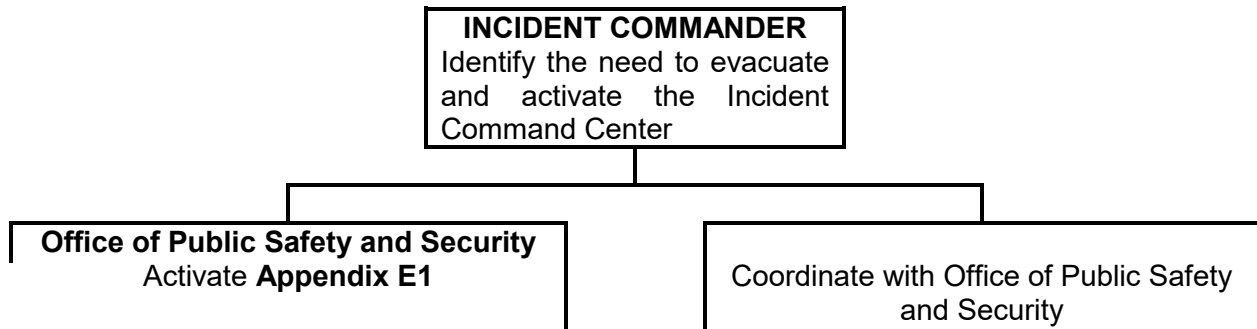 INCIDENT COMMANDER
Identify the need to evacuate
and activate the Incident
Command Center
Office of Public Safety and Security
Activate Appendix E1
Coordinate with Office of Public Safety
and Security